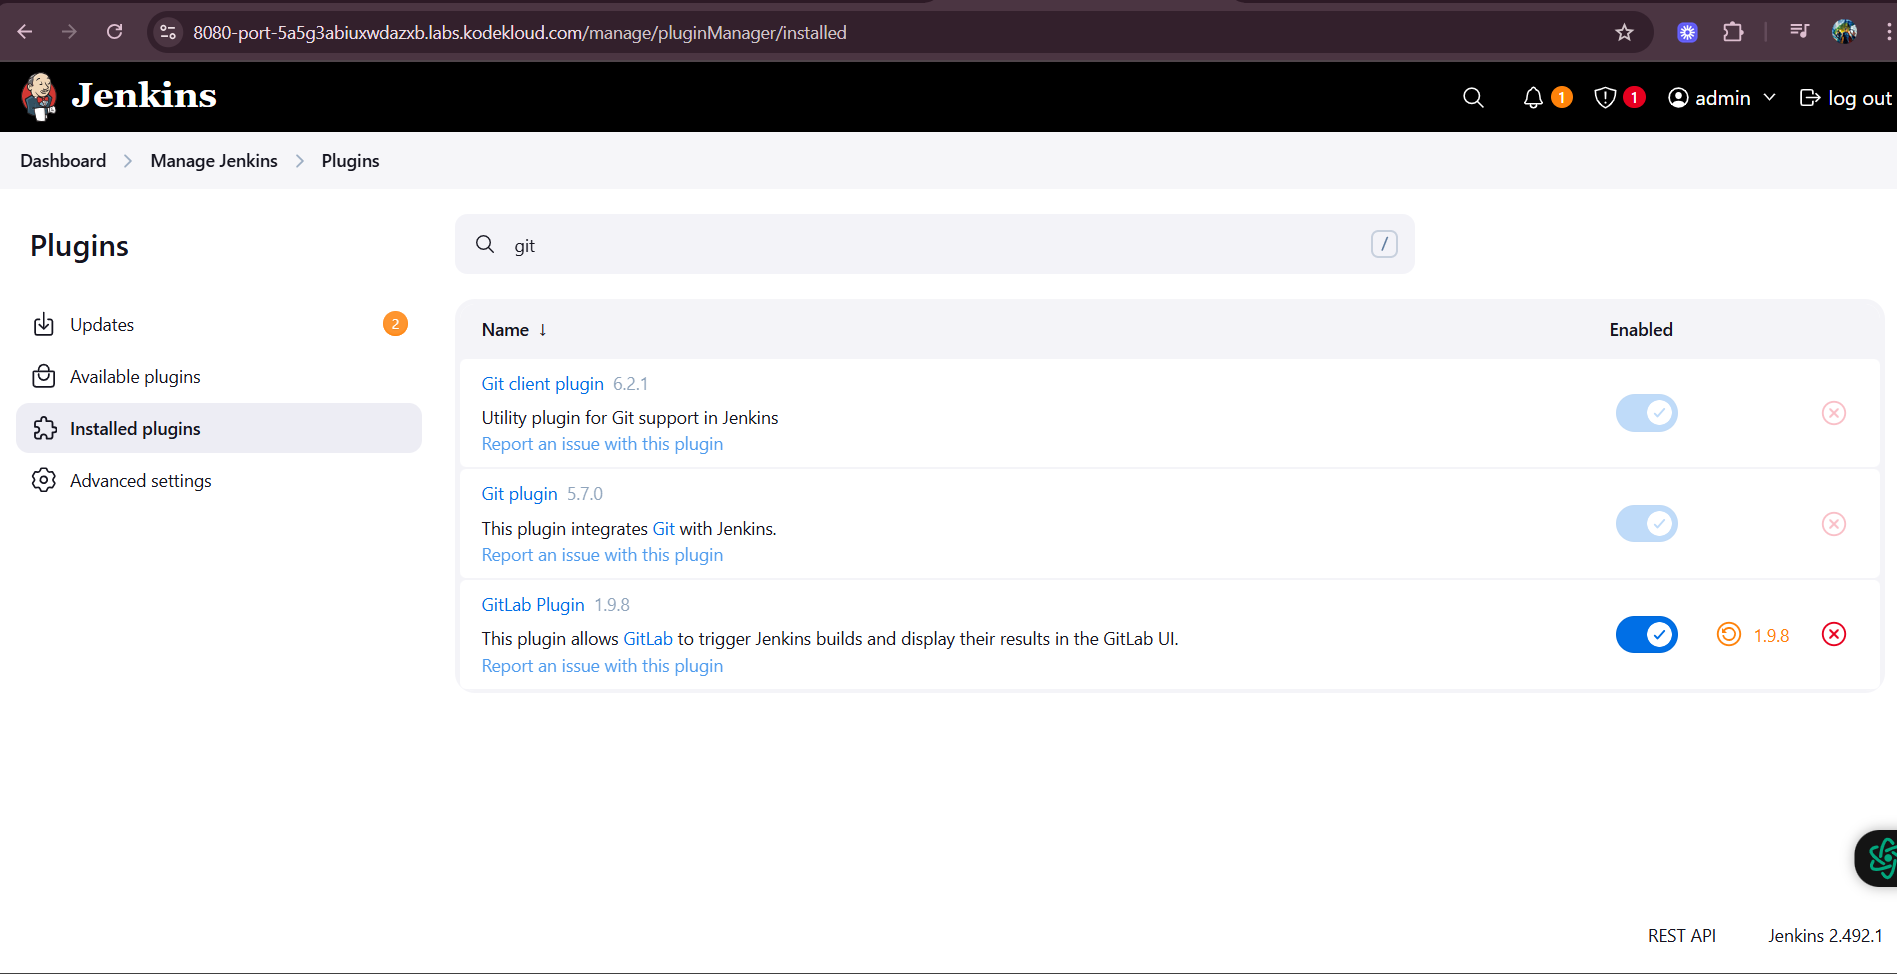 8080-port-5a5g3abiuxwdazxb.labs.kodekloud.com/manage/pluginManager/installed
Jenkins
1
1
admin
log out
Dashboard
Manage Jenkins
Plugins
Plugins
git
/
Updates
2
Available plugins
Installed plugins
Advanced settings
Name ↓
Enabled
Git client plugin 6.2.1
Utility plugin for Git support in Jenkins
Report an issue with this plugin
Git plugin 5.7.0
This plugin integrates Git with Jenkins.
Report an issue with this plugin
GitLab Plugin 1.9.8
This plugin allows GitLab to trigger Jenkins builds and display their results in the GitLab UI.
1.9.8
Report an issue with this plugin
REST API
Jenkins 2.492.1